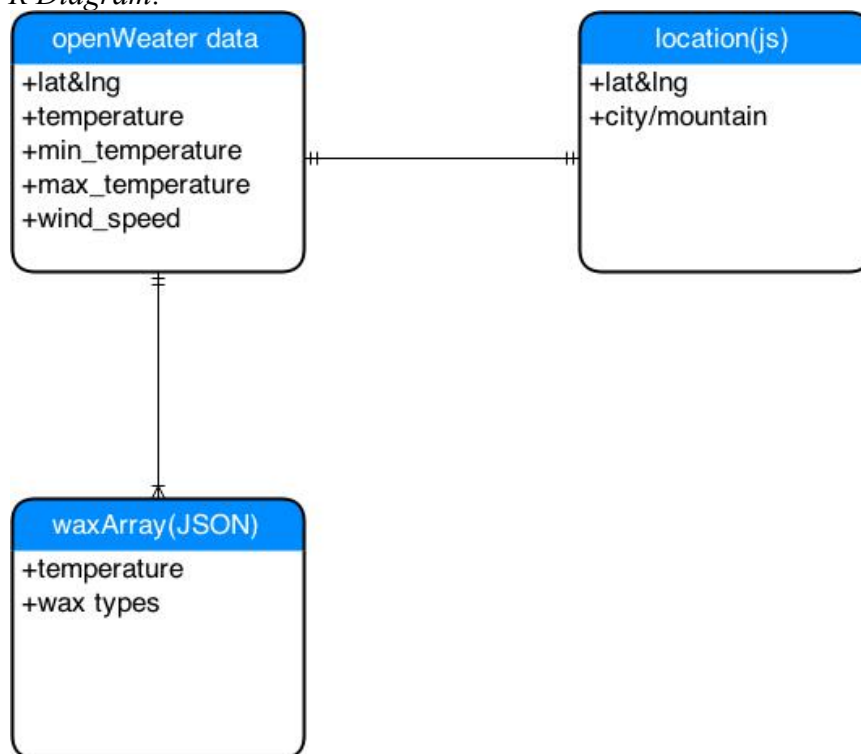 R Diagram:
openWeater data
+lat&lng
+temperature
+min_temperature
+max_temperature
+wind_speed
location(js)
+lat&lng
+city/mountain
waxArray(JSON)
+temperature
+wax types